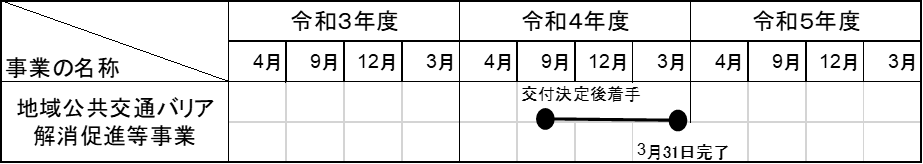 令和3年度 令和4年度 令和5年度
事業の名称 4月 9月 12月 3月 4月 9月 12月 3月 4月 9月 12月 3月
地域公共交通バリア
解消促進等事業
交付決定後着手
3月31日完了